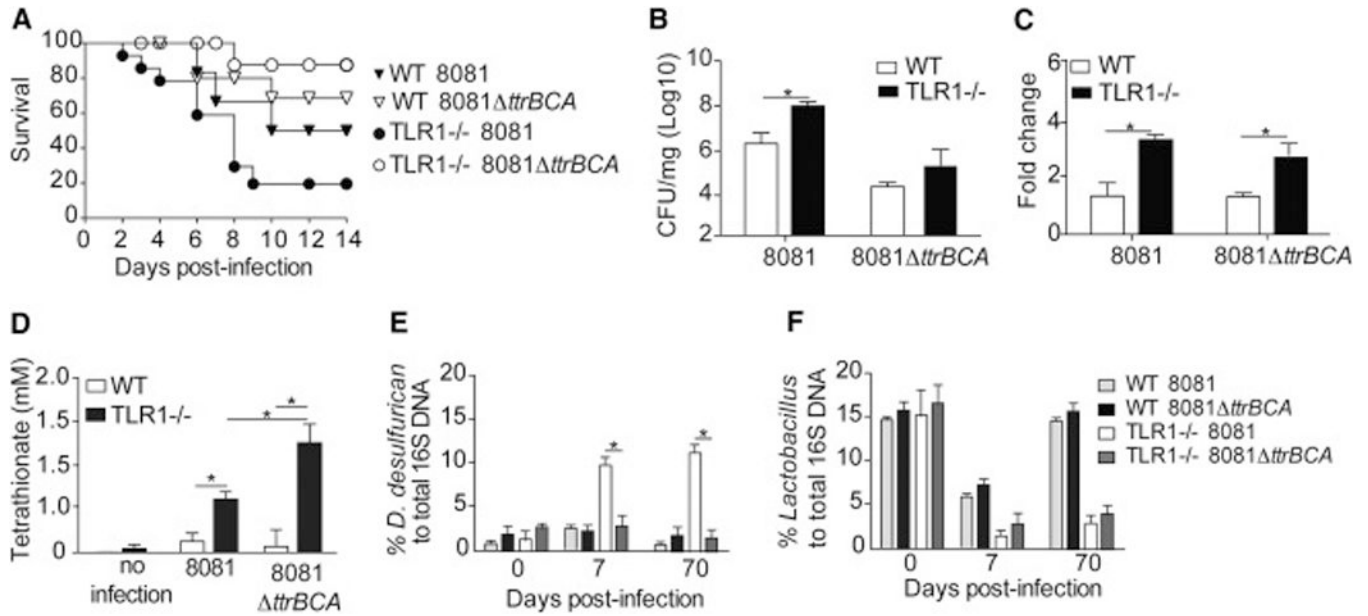 A
Survival
100
80
60
40
20
0
0 2 4 6 8 10 12 14
Days post-infection
WT 8081
WT 8081ΔttrBCA
TLR1-/- 8081
TLR1-/- 8081ΔttrBCA
B
CFU/mg (Log10)
10
8
6
4
2
WT
TLR1-/-
*
8081 8081ΔttrBCA
C
Fold change
6
4
2
0
WT
TLR1-/-
* *
8081 8081ΔttrBCA
D
Tetrathionate (mM)
2.0
1.5
1.5
1.0
0
WT
TLR1-/-
* * *
no infection
8081
8081 ΔttrBCA
E
% D. desulfurican
to total 16S DNA
20
15
10
5
0
* *
0 7 70
Days post-infection
F
% Lactobacillus
to total 16S DNA
20
15
10
5
0
0 7 70
Days post-infection
WT 8081
WT 8081ΔttrBCA
TLR1-/- 8081
TLR1-/- 8081ΔttrBCA